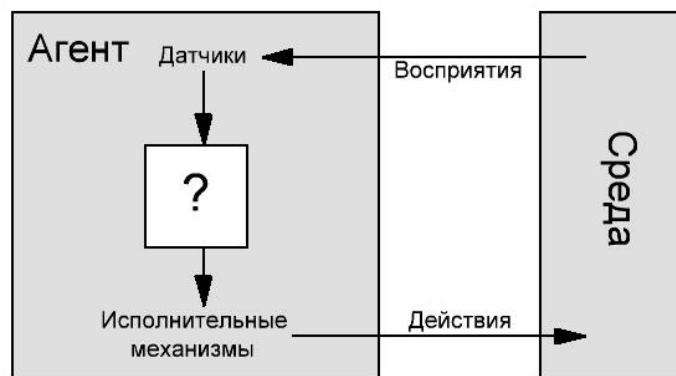 Агент
Датчики
Восприятия
?
Среда
Исполнительные
механизмы
Действия